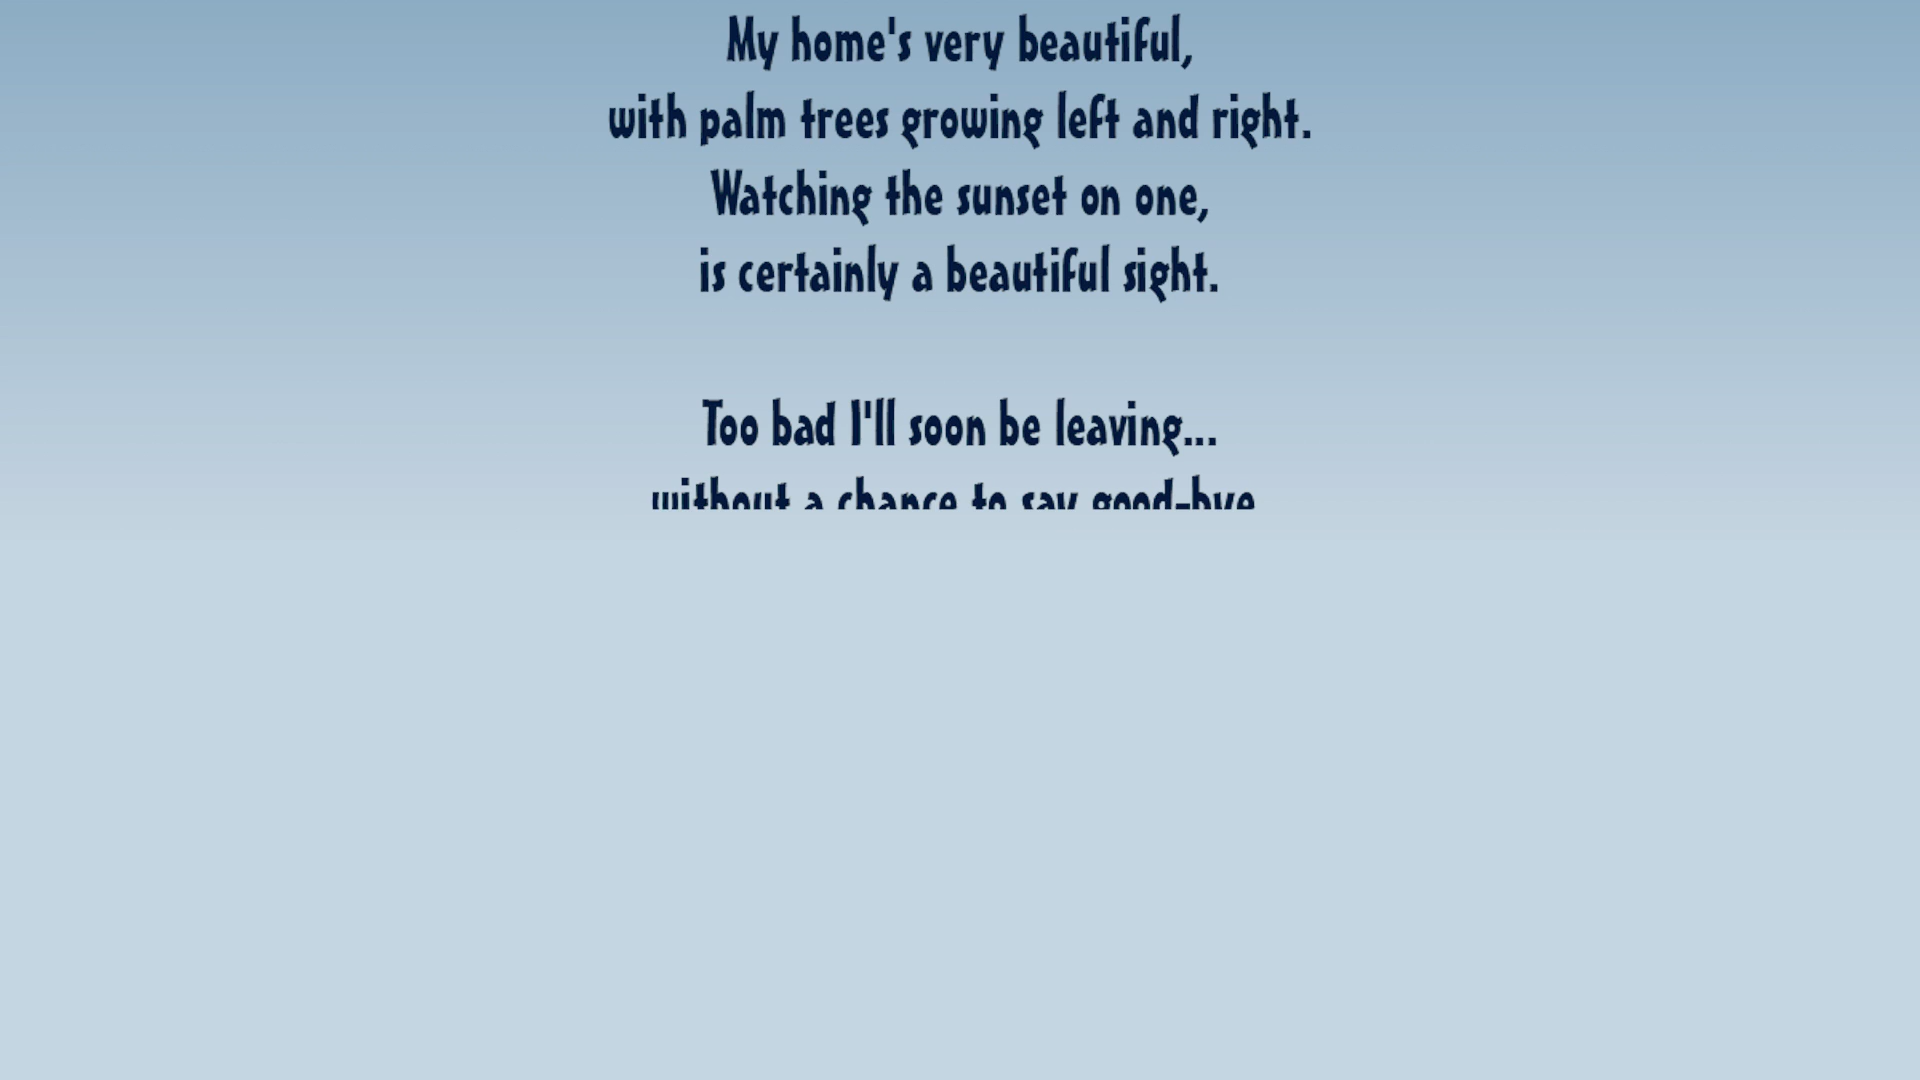 My home's very beautiful,
with palm trees growing left and right.
Watching the sunset on one,
is certainly a beautiful sight.
Too bad I'll soon be leaving...
without a chance to say good-bye